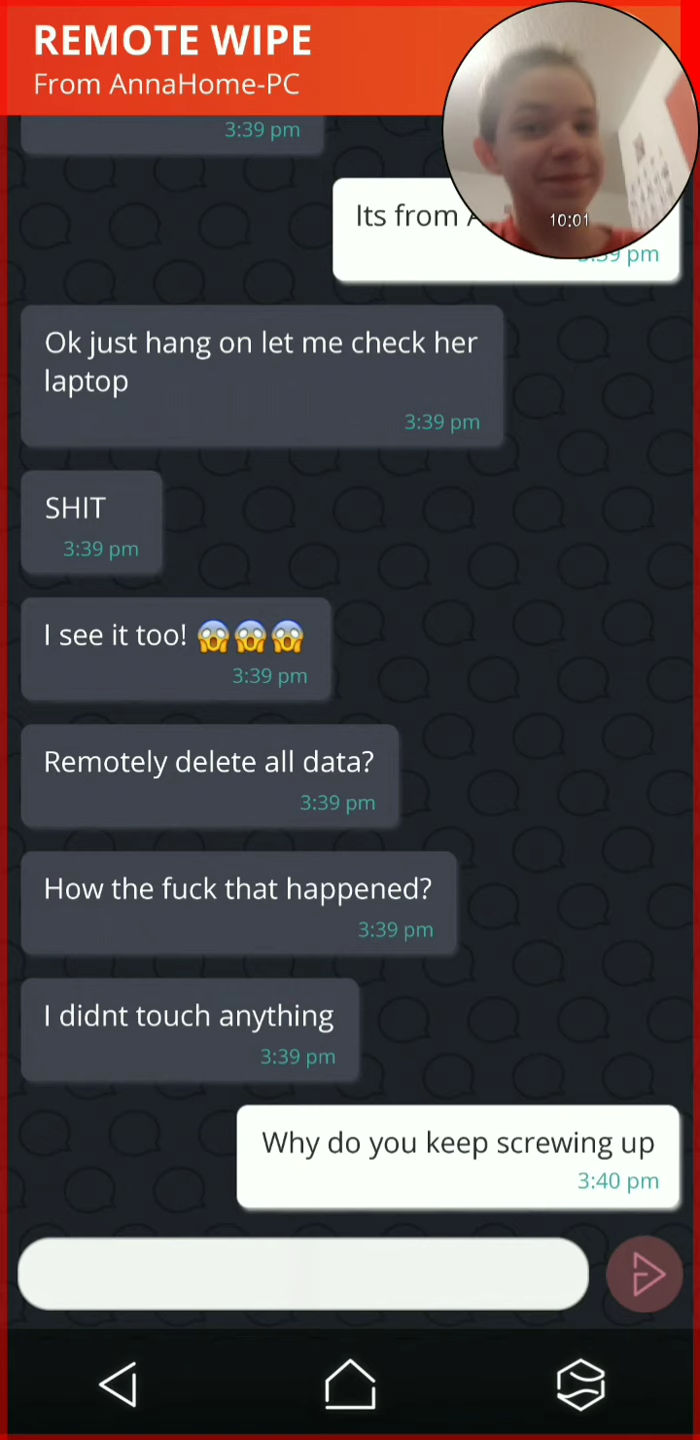 REMOTE WIPE
From AnnaHome-PC
3:39 pm
Its from
10:01
3:39 pm
Ok just hang on let me check her
laptop
3:39 pm
SHIT
3:39 pm
I see it too! 😱😱😱
3:39 pm
Remotely delete all data?
3:39 pm
How the fuck that happened?
3:39 pm
I didnt touch anything
3:39 pm
Why do you keep screwing up
3:40 pm